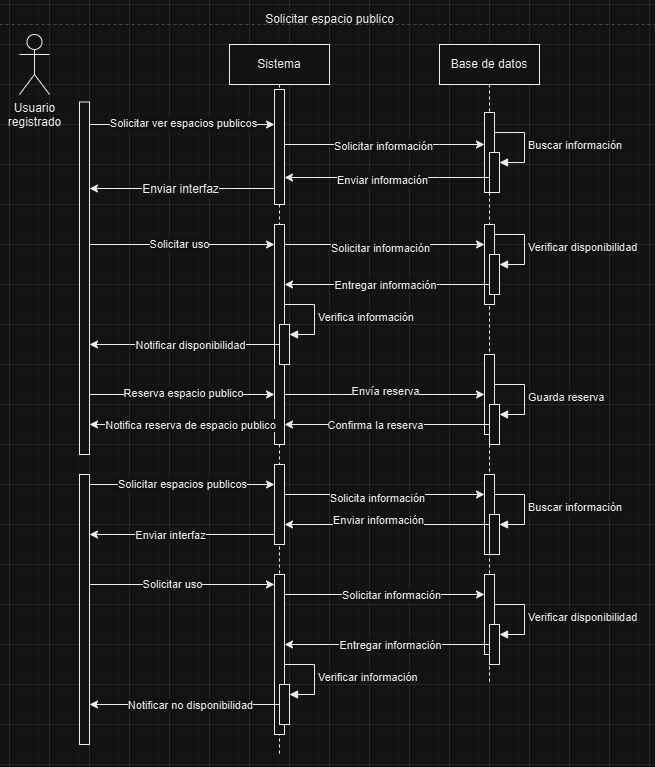 Solicitar espacio publico
Sistema
Base de datos
Usuario
registrado
Solicitar ver espacios publicos
Solicitar información
Buscar información
Enviar información
Enviar interfaz
Solicitar uso
Solicitar información
Verificar disponibilidad
Entregar información
Verifica información
Notificar disponibilidad
Reserva espacio publico
Envía reserva
Guarda reserva
Notifica reserva de espacio publico
Confirma la reserva
Solicitar espacios publicos
Solicita información
Buscar información
Enviar información
Enviar interfaz
Solicitar uso
Solicitar información
Verificar disponibilidad
Entregar información
Verificar información
Notificar no disponibilidad